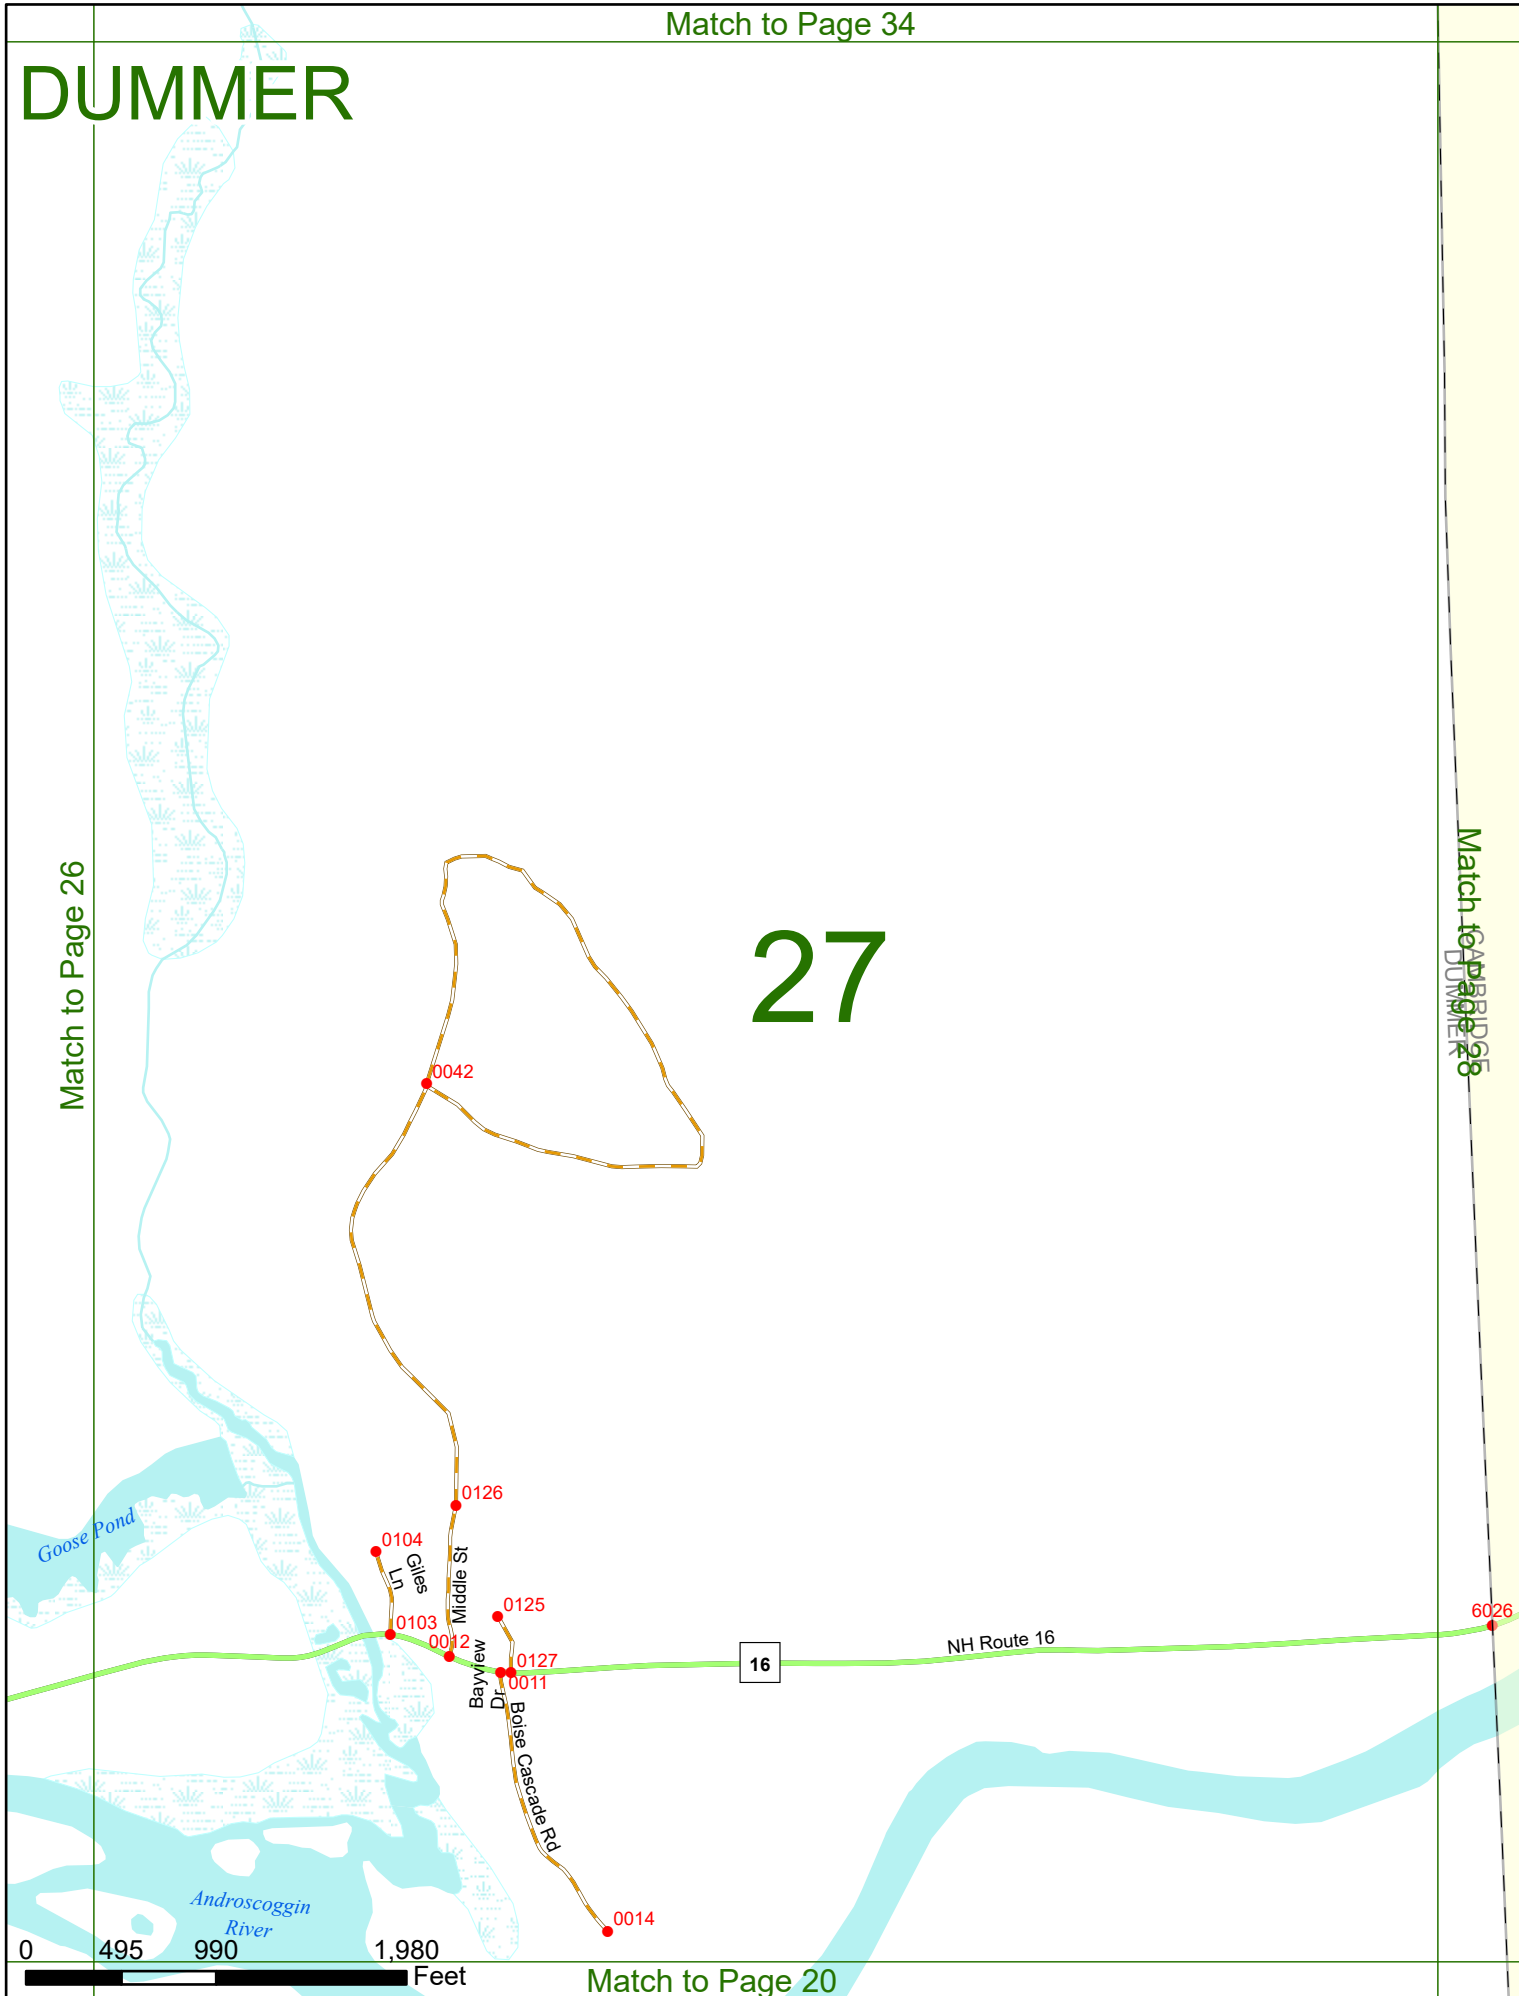 Match to Page 34
DUMMER
Match to Page 26
27
Match to Page 28
CAMBRIDGE
DUMMER
0042
0126
0104
Giles
Ln
Middle St
0125
0103
0012
6026
NH Route 16
16
0127
0011
Bayview
Dr
Boise Cascade Rd
Goose Pond
Androscoggin
River
0014
0 495 990 1,980
Feet
Match to Page 20